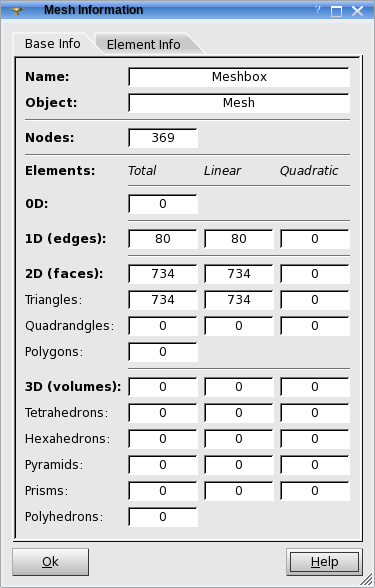 Mesh Information
?
Base Info Element Info
Name: Meshbox
Object: Mesh
Nodes: 369
Elements: Total Linear Quadratic
0D: 0
1D (edges): 80 80 0
2D (faces): 734 734 0
Triangles: 734 734 0
Quadrandgles: 0 0 0
Polygons: 0
3D (volumes): 0 0 0
Tetrahedrons: 0 0 0
Hexahedrons: 0 0 0
Pyramids: 0 0 0
Prisms: 0 0 0
Polyhedrons: 0
Ok Help